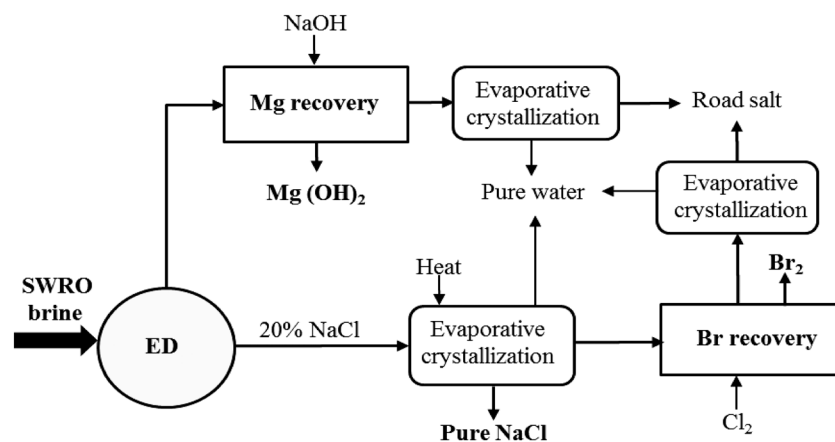 NaOH
Mg recovery
Evaporative
crystallization
Road salt
Mg (OH)₂
Pure water
Evaporative
crystallization
SWRO
brine
ED
20% NaCl
Heat
Evaporative
crystallization
Br₂
Br recovery
Pure NaCl
Cl₂